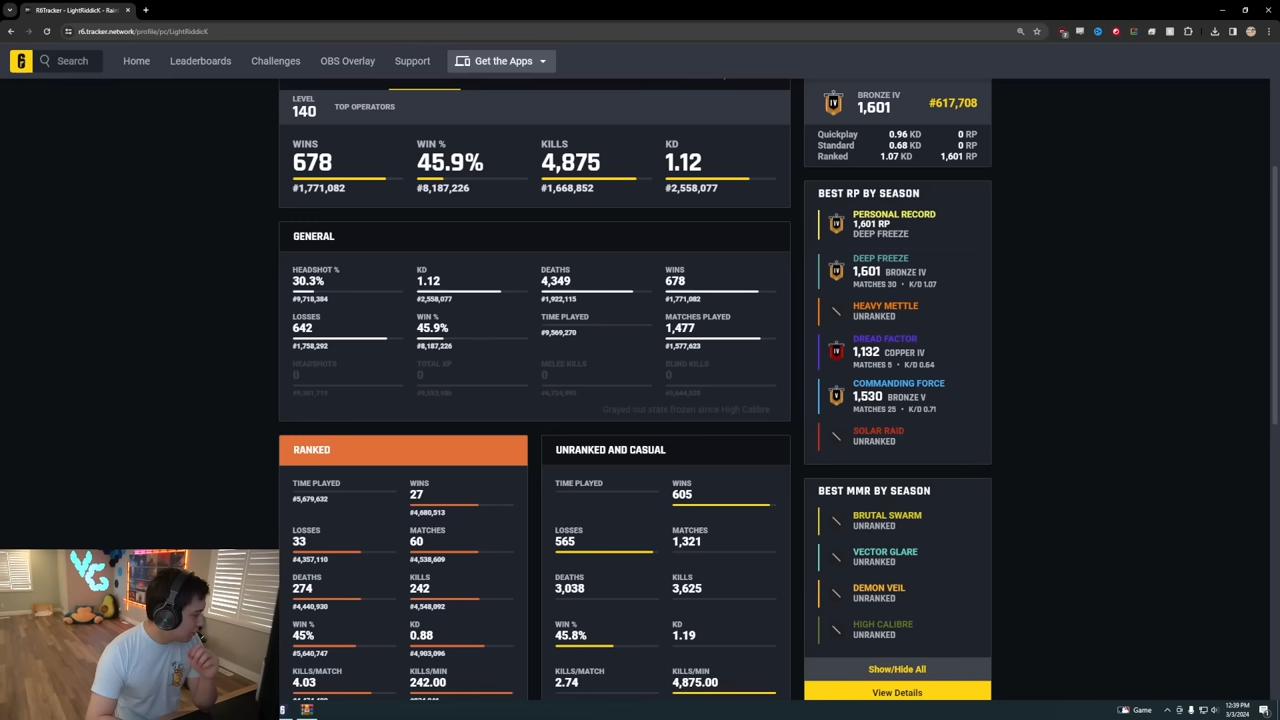 R6Tracker - LightRiddicK - Rain
r6.tracker.network/profile/pc/LightRiddicK
6 Search Home Leaderboards Challenges OBS Overlay Support Get the Apps
LEVEL
140
TOP OPERATORS
WINS
678
#1,771,082
WIN %
45.9%
#8,187,226
KILLS
4,875
#1,668,852
KD
1.12
#2,558,077
GENERAL
HEADSHOT %
30.3%
#9,718,384
KD
1.12
#2,558,077
DEATHS
4,349
#1,922,115
WINS
678
#1,771,082
LOSSES
642
#1,758,292
WIN %
45.9%
#8,187,226
TIME PLAYED
#9,569,270
MATCHES PLAYED
1,477
#1,577,623
HEADSHOTS
0
TOTAL XP
0
MELEE KILLS
0
BLIND KILLS
0
Grayed out stats frozen since High Calibre
RANKED
TIME PLAYED
#5,679,632
WINS
27
#4,680,513
LOSSES
33
#4,357,110
MATCHES
60
#4,538,609
DEATHS
274
#4,440,930
KILLS
242
#4,548,092
WIN %
45%
#5,640,747
KD
0.88
#4,903,096
KILLS/MATCH
4.03
KILLS/MIN
242.00
UNRANKED AND CASUAL
TIME PLAYED
WINS
605
LOSSES
565
MATCHES
1,321
DEATHS
3,038
KILLS
3,625
WIN %
45.8%
KD
1.19
KILLS/MATCH
2.74
KILLS/MIN
4,875.00
IV
BRONZE IV
1,601
#617,708
Quickplay 0.96 KD 0 RP
Standard 0.68 KD 0 RP
Ranked 1.07 KD 1,601 RP
BEST RP BY SEASON
PERSONAL RECORD
1,601 RP
DEEP FREEZE
DEEP FREEZE
1,601 BRONZE IV
MATCHES 30 • K/D 1.07
HEAVY METTLE
UNRANKED
DREAD FACTOR
1,132 COPPER IV
MATCHES 5 • K/D 0.64
COMMANDING FORCE
1,530 BRONZE V
MATCHES 25 • K/D 0.71
SOLAR RAID
UNRANKED
BEST MMR BY SEASON
BRUTAL SWARM
UNRANKED
VECTOR GLARE
UNRANKED
DEMON VEIL
UNRANKED
HIGH CALIBRE
UNRANKED
Show/Hide All
View Details
VG
Game
12:39 PM
3/3/2024